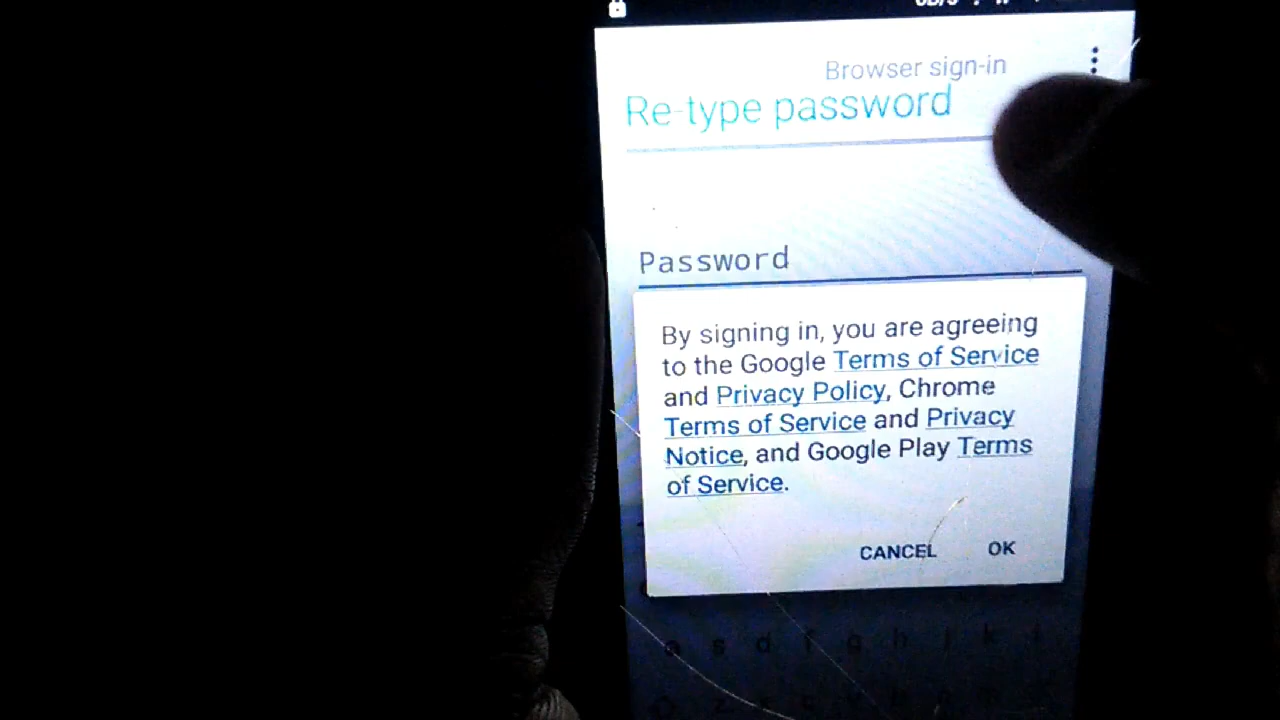 Browser sign-in
Re-type password
Password
By signing in, you are agreeing
to the Google Terms of Service
and Privacy Policy, Chrome
Terms of Service and Privacy
Notice, and Google Play Terms
of Service.
CANCEL OK
s d f g h j k